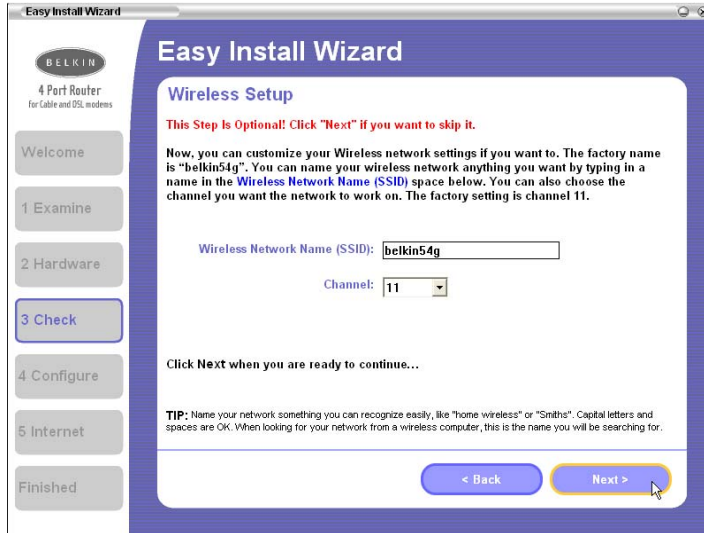 Easy Install Wizard
BELKIN
4 Port Router
for Cable and DSL modems
Welcome
1 Examine
2 Hardware
3 Check
4 Configure
5 Internet
Finished
Easy Install Wizard
Wireless Setup
This Step Is Optional! Click "Next" if you want to skip it.
Now, you can customize your Wireless network settings if you want to. The factory name
is “belkin54g”. You can name your wireless network anything you want by typing in a
name in the Wireless Network Name (SSID) space below. You can also choose the
channel you want the network to work on. The factory setting is channel 11.
Wireless Network Name (SSID): belkin54g
Channel: 11
Click Next when you are ready to continue...
TIP: Name your network something you can recognize easily, like "home wireless" or "Smiths". Capital letters and
spaces are OK. When looking for your network from a wireless computer, this is the name you will be searching for.
< Back
Next >